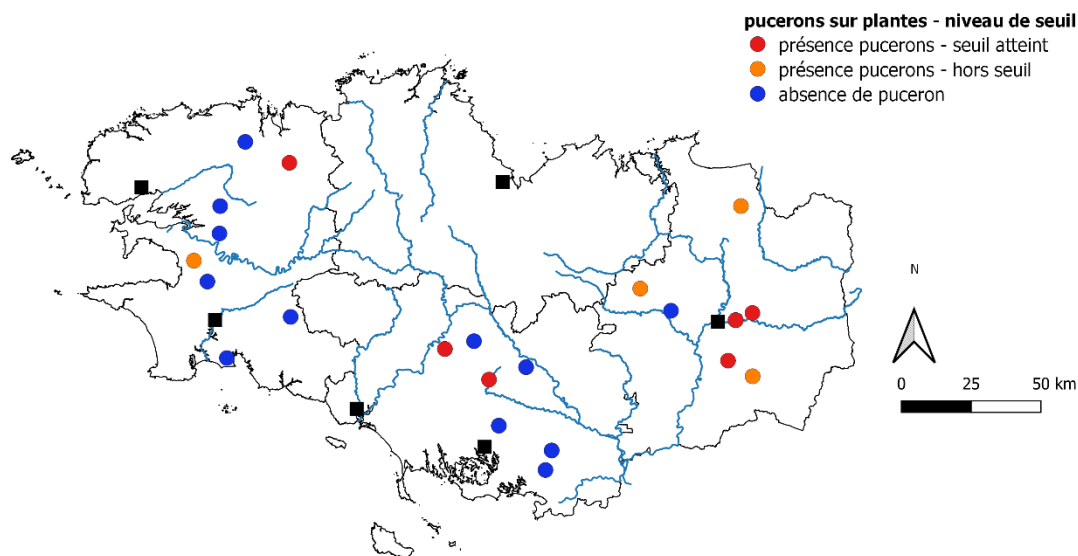 pucerons sur plantes - niveau de seuil
présence pucerons - seuil atteint
présence pucerons - hors seuil
absence de puceron
N
0 25 50 km